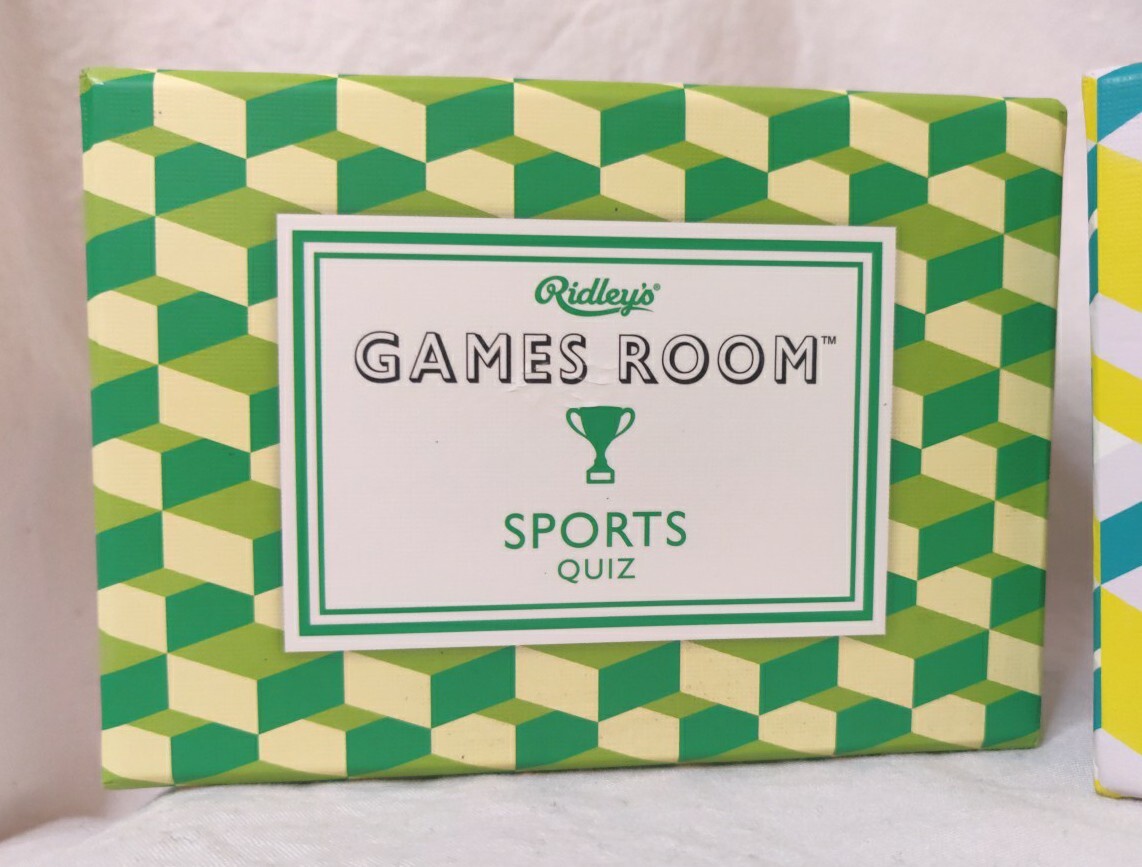 Ridley's®
GAMES ROOM™
SPORTS
QUIZ